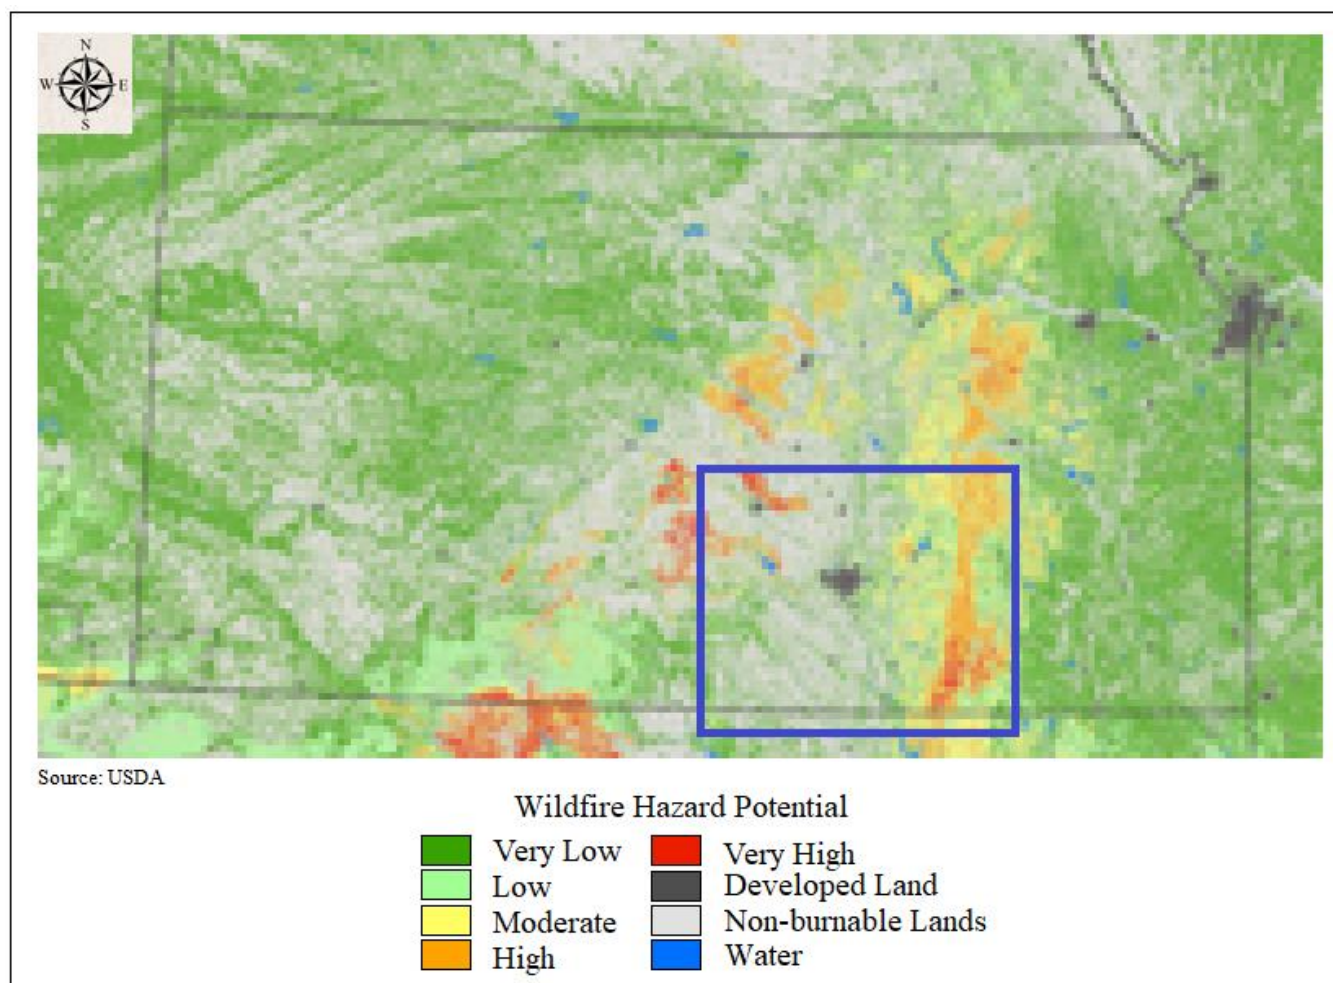 N
W E
S
Source: USDA
Wildfire Hazard Potential
Very Low
Low
Moderate
High
Very High
Developed Land
Non-burnable Lands
Water